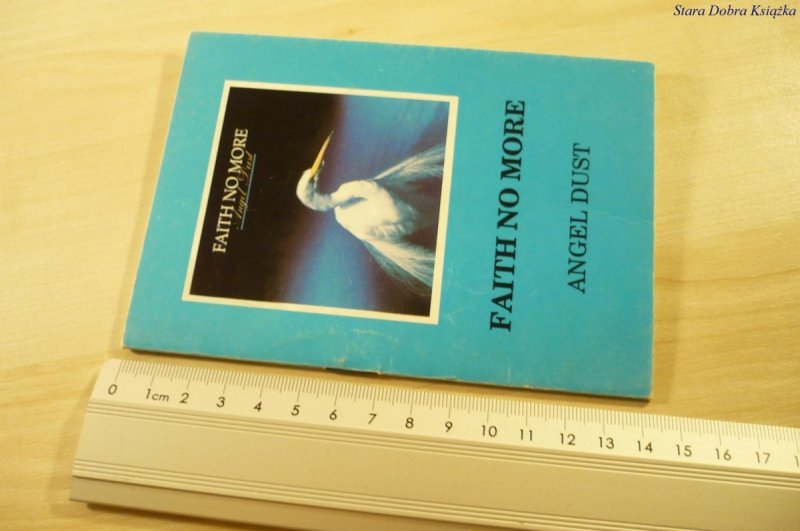 Stara Dobra Książka
FAITH NO MORE
Angel Dust
FAITH NO MORE
ANGEL DUST
0 1cm 2 3 4 5 6 7 8 9 10 11 12 13 14 15 16 17